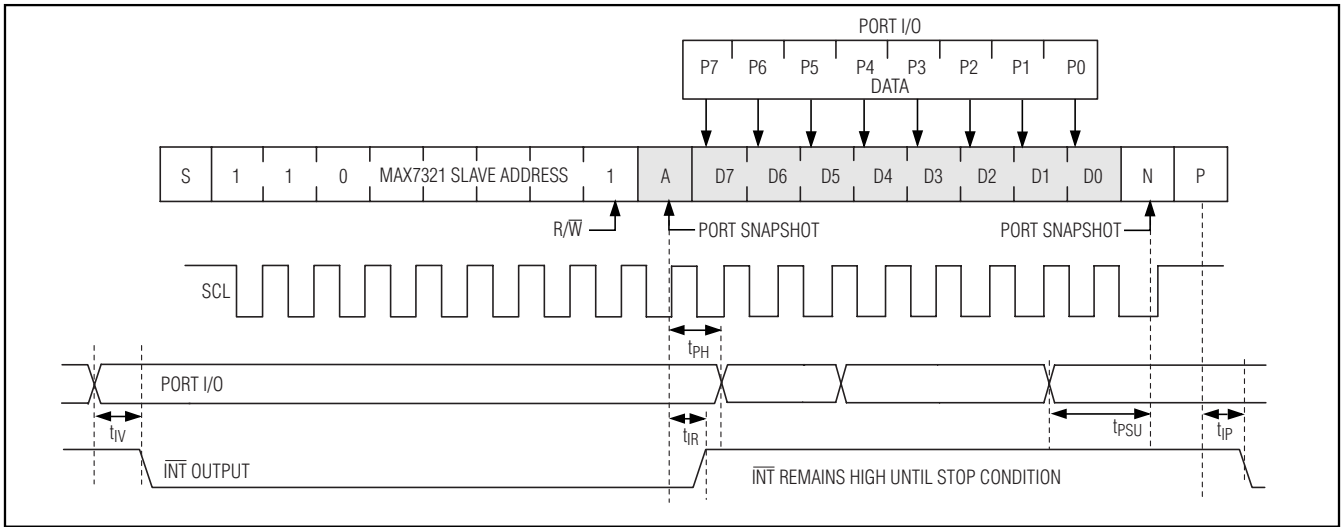 PORT I/O
P7 P6 P5 P4 P3 P2 P1 P0
DATA
S 1 1 0 MAX7321 SLAVE ADDRESS 1 A D7 D6 D5 D4 D3 D2 D1 D0 N P
R/W̅ PORT SNAPSHOT PORT SNAPSHOT
SCL
tPH
PORT I/O
tIV tIR tPSU tIP
I̅N̅T̅ OUTPUT I̅N̅T̅ REMAINS HIGH UNTIL STOP CONDITION